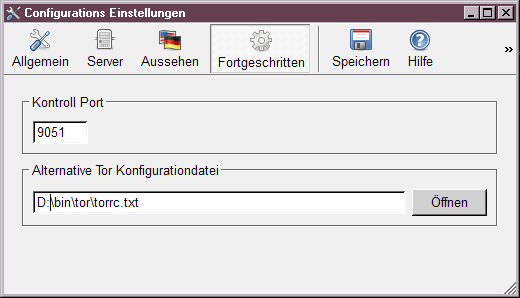 Configurations Einstellungen
Allgemein Server Aussehen Fortgeschritten Speichern Hilfe »
Kontroll Port
9051
Alternative Tor Konfigurationdatei
D:\bin\tor\torrc.txt Öffnen